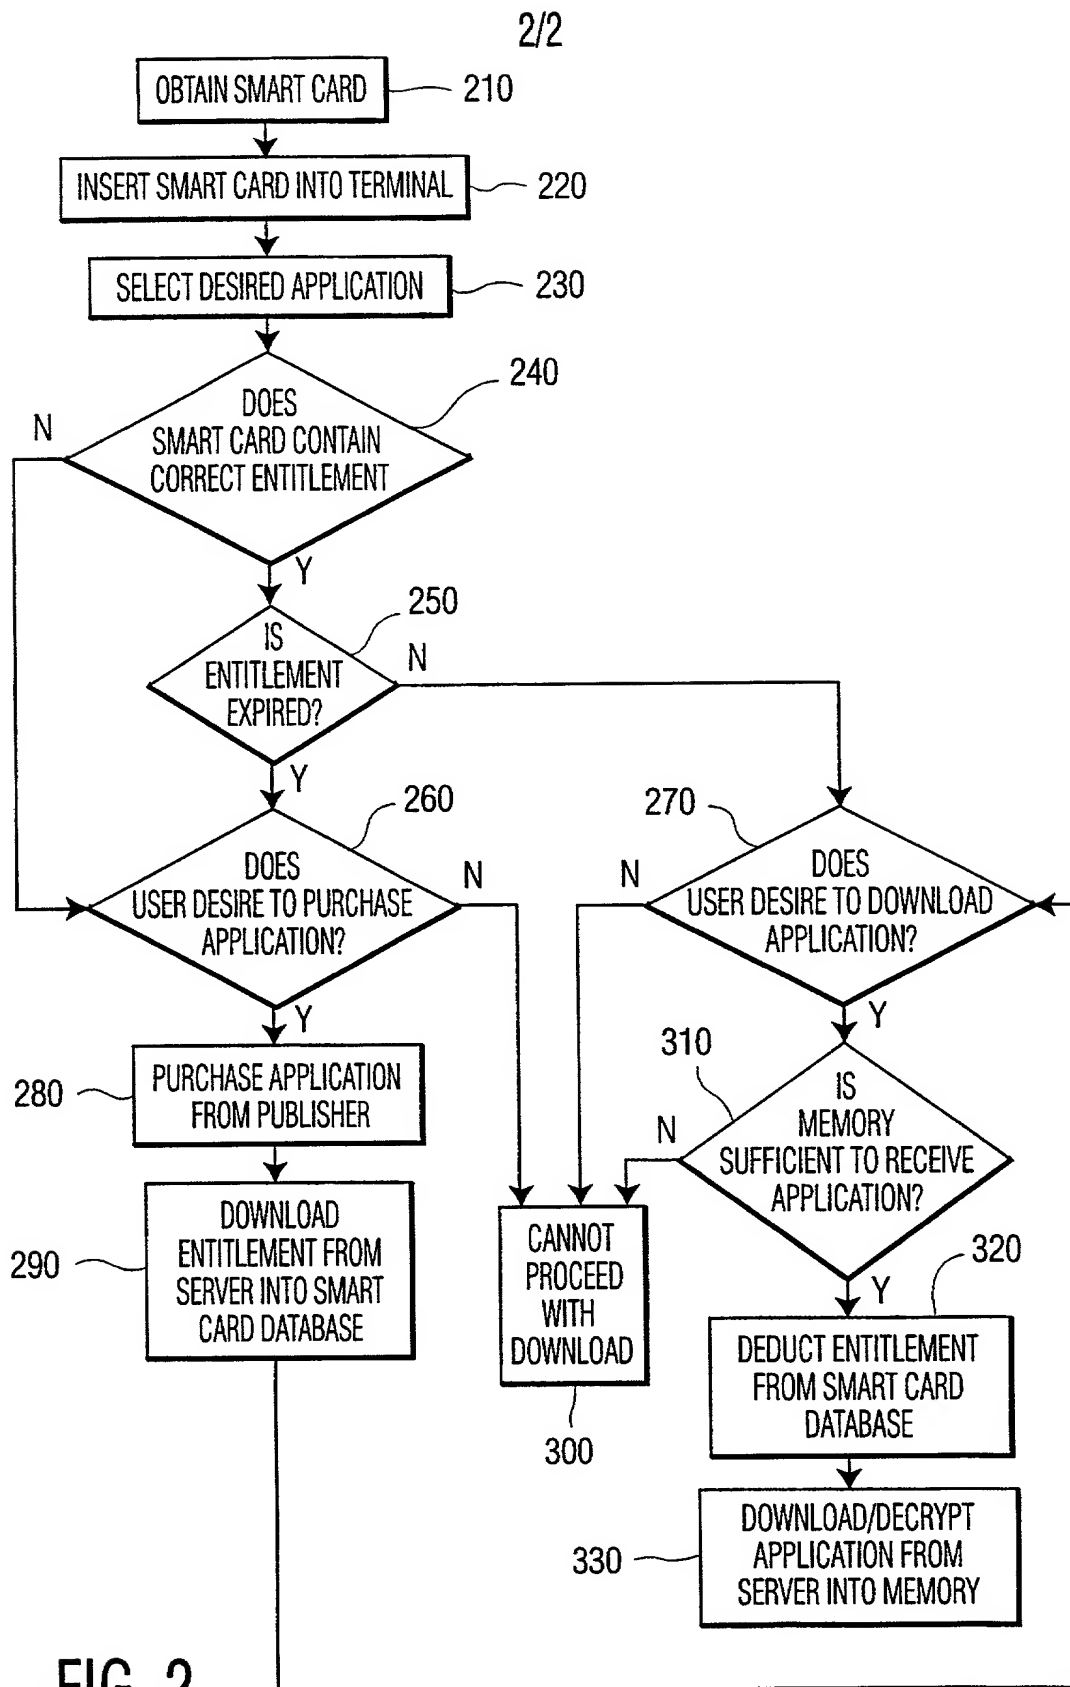 2/2
OBTAIN SMART CARD
210
INSERT SMART CARD INTO TERMINAL
220
SELECT DESIRED APPLICATION
230
240
DOES
SMART CARD CONTAIN
CORRECT ENTITLEMENT
N
Y
250
IS
ENTITLEMENT
EXPIRED?
N
Y
260
DOES
USER DESIRE TO PURCHASE
APPLICATION?
N
Y
270
DOES
USER DESIRE TO DOWNLOAD
APPLICATION?
N
Y
280
PURCHASE APPLICATION
FROM PUBLISHER
310
IS
MEMORY
SUFFICIENT TO RECEIVE
APPLICATION?
N
Y
290
DOWNLOAD
ENTITLEMENT FROM
SERVER INTO SMART
CARD DATABASE
CANNOT
PROCEED
WITH
DOWNLOAD
300
320
DEDUCT ENTITLEMENT
FROM SMART CARD
DATABASE
330
DOWNLOAD/DECRYPT
APPLICATION FROM
SERVER INTO MEMORY
FIG. 2